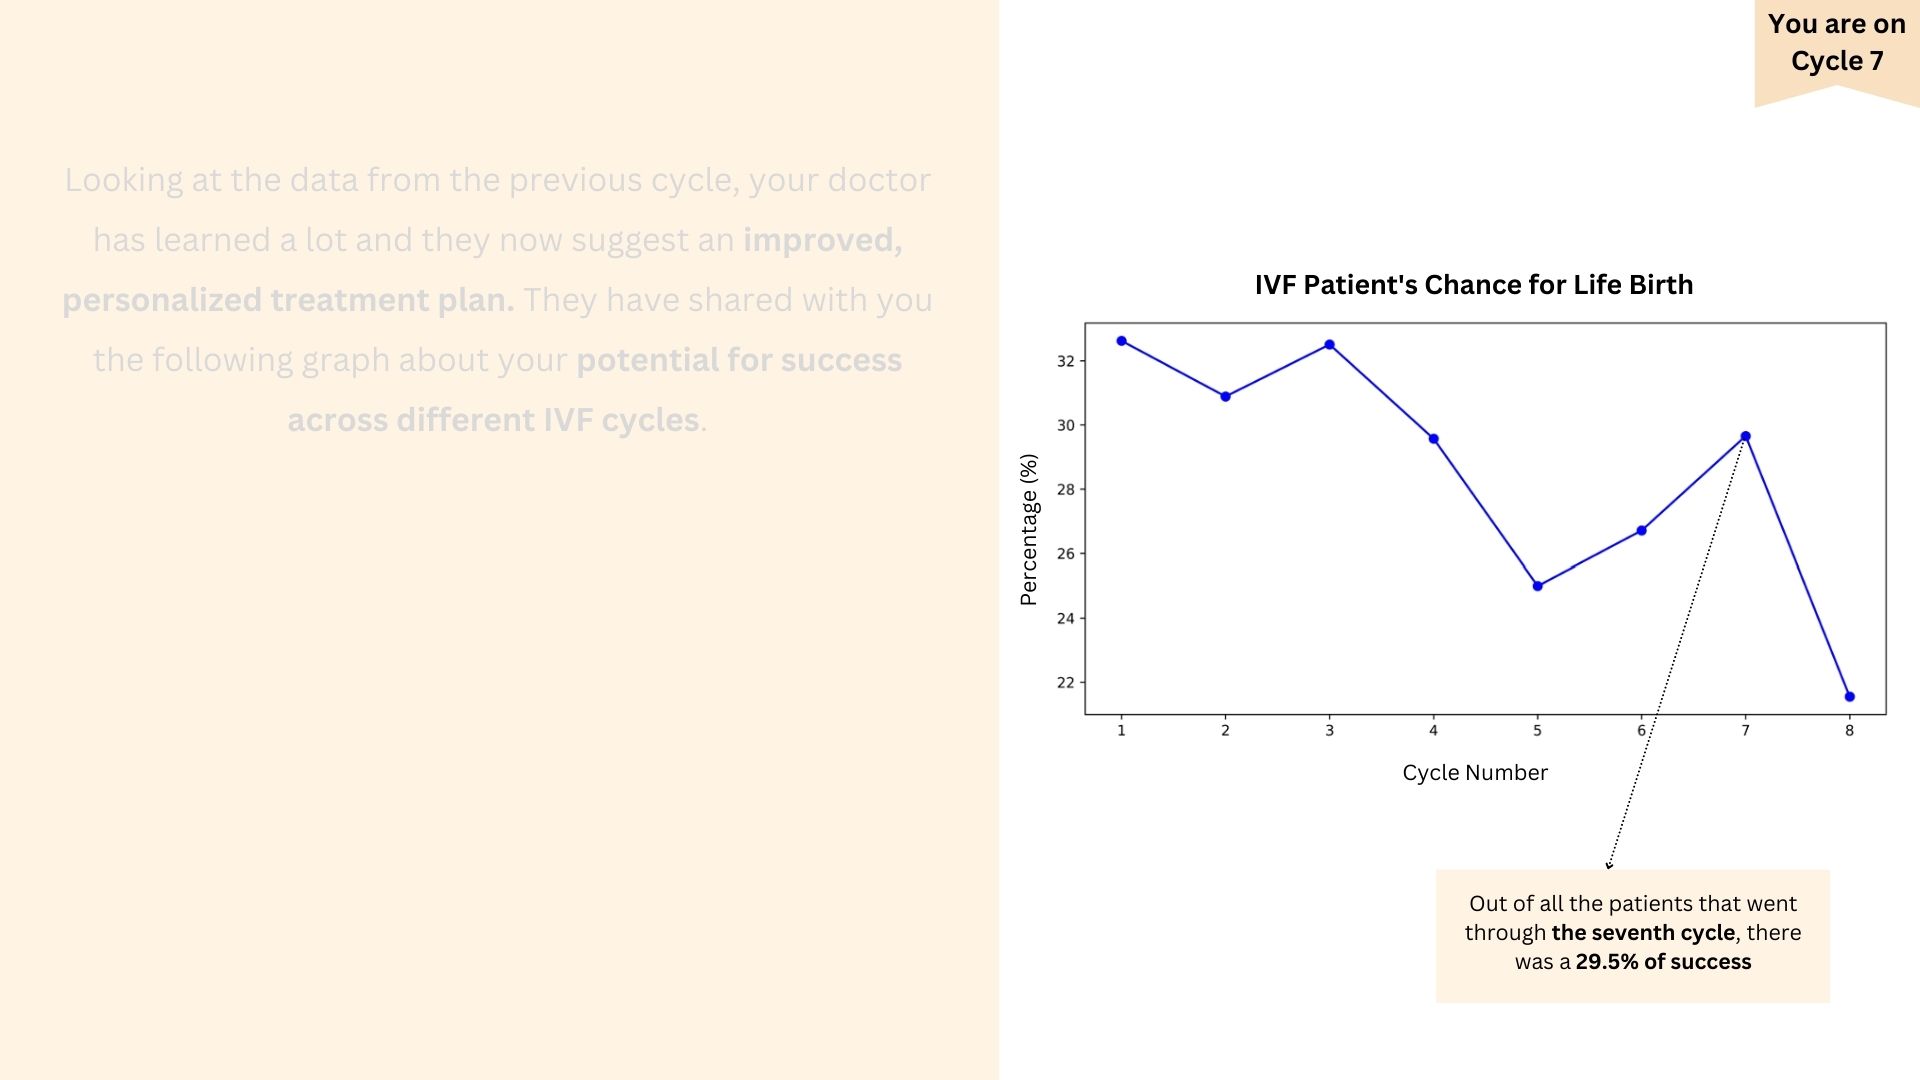 You are on
Cycle 7
Looking at the data from the previous cycle, your doctor
has learned a lot and they now suggest an improved,
personalized treatment plan. They have shared with you
the following graph about your potential for success
across different IVF cycles.
IVF Patient's Chance for Life Birth
Percentage (%)
32
30
28
26
24
22
1 2 3 4 5 6 7 8
Cycle Number
Out of all the patients that went
through the seventh cycle, there
was a 29.5% of success